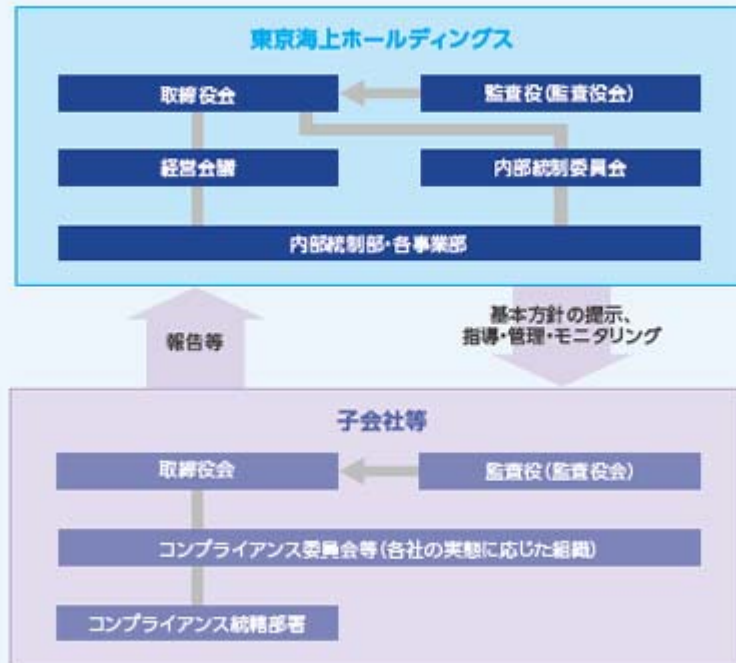 東京海上ホールディングス
取締役会
監査役(監査役会)
経営会議
内部統制委員会
内部統制部・各事業部
報告等
基本方針の提示、
指導・管理・モニタリング
子会社等
取締役会
監査役(監査役会)
コンプライアンス委員会等(各社の実態に応じた組織)
コンプライアンス統轄部署